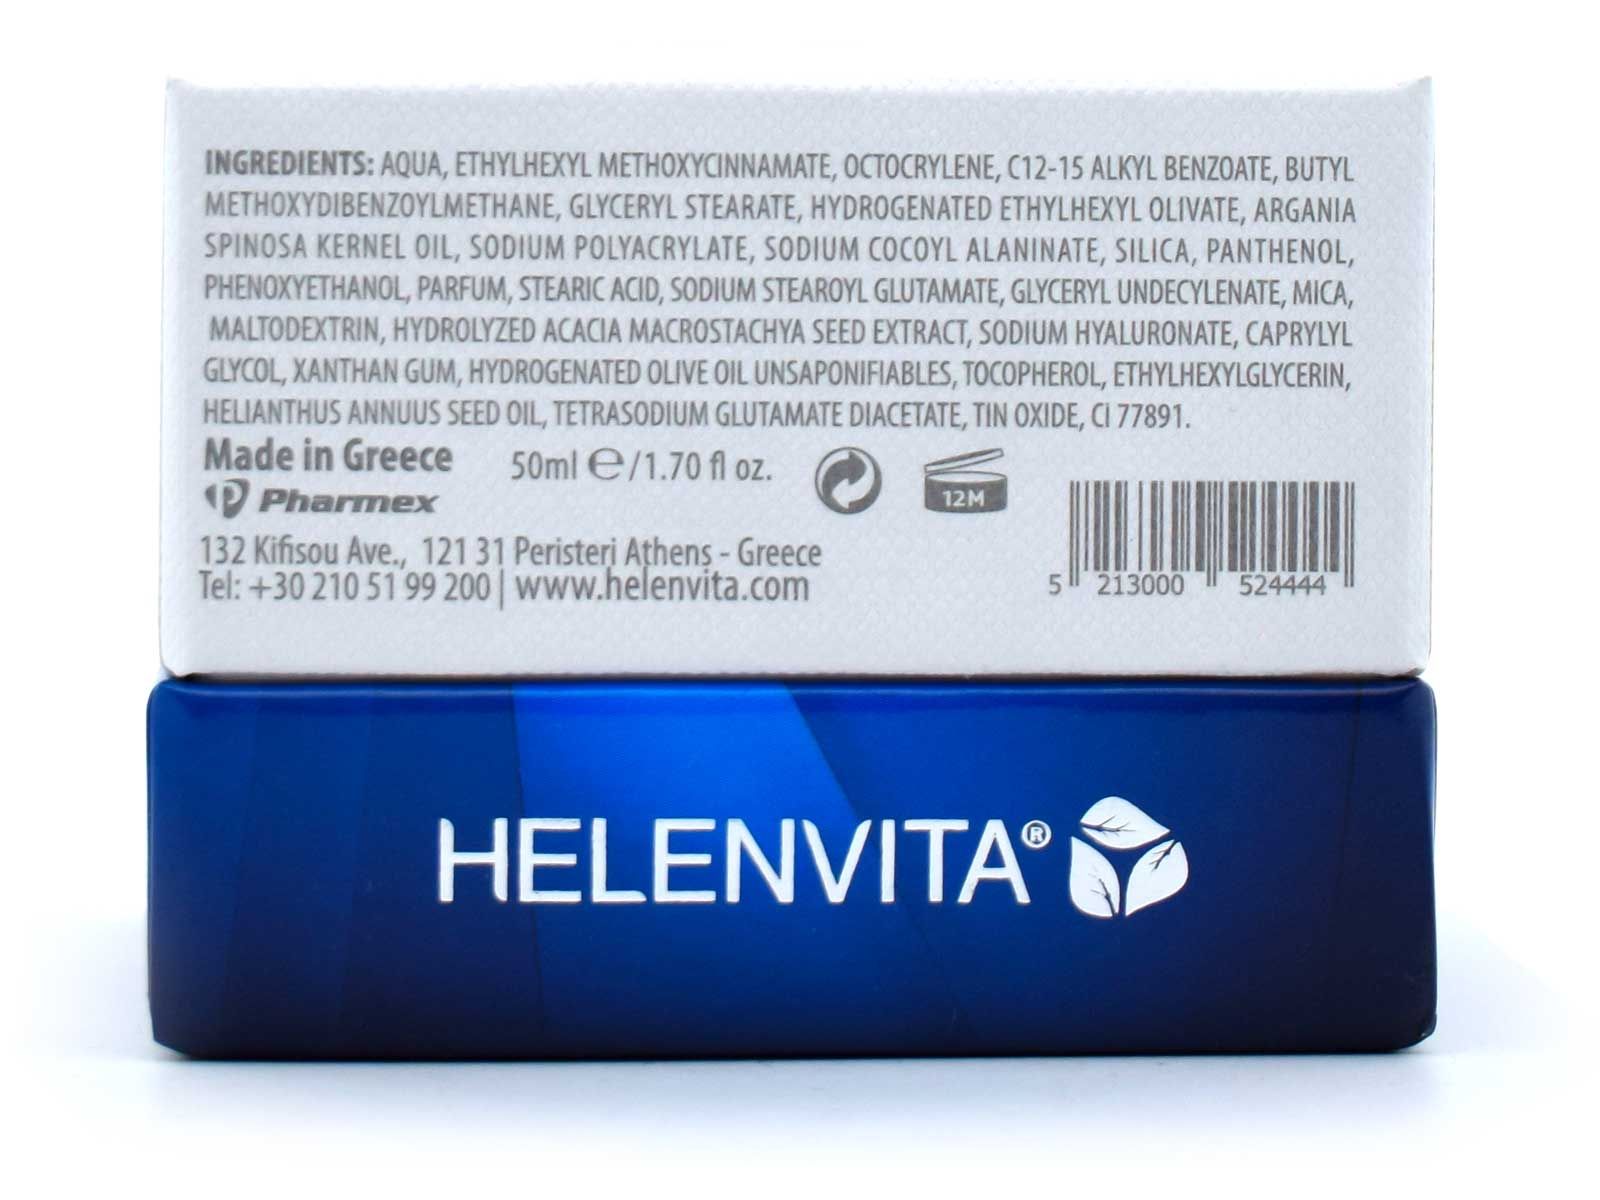 INGREDIENTS: AQUA, ETHYLHEXYL METHOXYCINNAMATE, OCTOCRYLENE, C12-15 ALKYL BENZOATE, BUTYL
METHOXYDIBENZOYLMETHANE, GLYCERYL STEARATE, HYDROGENATED ETHYLHEXYL OLIVATE, ARGANIA
SPINOSA KERNEL OIL, SODIUM POLYACRYLATE, SODIUM COCOYL ALANINATE, SILICA, PANTHENOL,
PHENOXYETHANOL, PARFUM, STEARIC ACID, SODIUM STEAROYL GLUTAMATE, GLYCERYL UNDECYLENATE, MICA,
MALTODEXTRIN, HYDROLYZED ACACIA MACROSTACHYA SEED EXTRACT, SODIUM HYALURONATE, CAPRYLYL
GLYCOL, XANTHAN GUM, HYDROGENATED OLIVE OIL UNSAPONIFIABLES, TOCOPHEROL, ETHYLHEXYLGLYCERIN,
HELIANTHUS ANNUUS SEED OIL, TETRASODIUM GLUTAMATE DIACETATE, TIN OXIDE, CI 77891.
Made in Greece 50ml ℮/1.70 fl oz.
12M
Pharmex
132 Kifisou Ave., 121 31 Peristeri Athens - Greece
Tel: +30 210 51 99 200 | www.helenvita.com
5 213000 524444
HELENVITA®